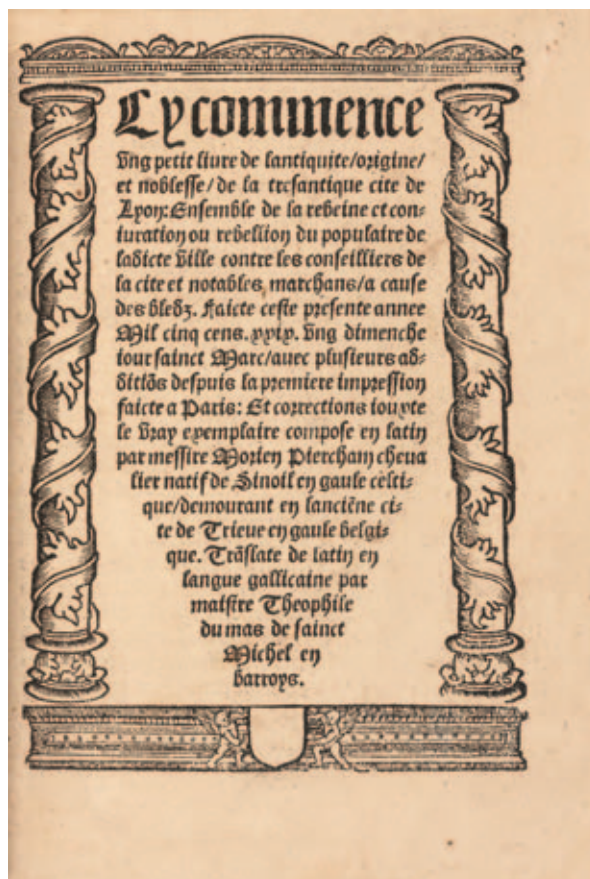 Cy commence
vng petit liure de lantiquite/origine/
et noblesse/de la tresantique cite de
Lyon: Ensemble de la rebeine et con-
iuration ou rebellion du populaire de
ladicte ville contre les conseilliers de
la cite et notables marchans/a cause
des bledz. Faicte ceste presente annee
Mil cinq cens. xxix. vng dimenche
iour sainct Marc/auec plusieurs ad-
ditiõs despuis la premiere impression
faicte a Paris: Et corrections iouxte
le vray exemplaire compose en latin
par messire Morien Piercham cheua
lier natif de Sinoil en gaule celti-
que/demourant en lanciẽne ci-
te de Trieue en gaule belgi-
que. Trãslate de latin en
langue gallicaine par
maistre Theophile
du mas de sainct
Michel en
barroys.